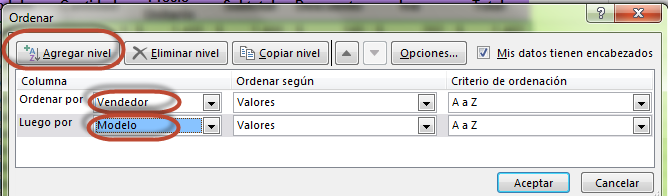 Ordenar
Agregar nivel Eliminar nivel Copiar nivel Opciones... Mis datos tienen encabezados
Columna Ordenar según Criterio de ordenación
Ordenar por Vendedor Valores A a Z
Luego por Modelo Valores A a Z
Aceptar Cancelar